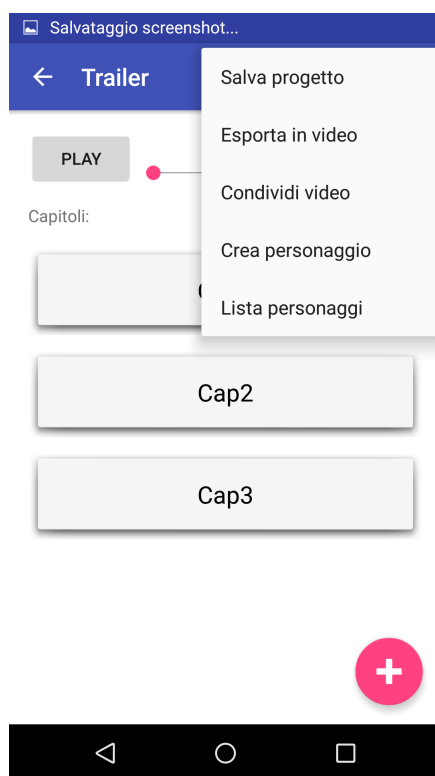 Salvataggio screenshot...
Trailer
Salva progetto
Esporta in video
Condividi video
Crea personaggio
Lista personaggi
PLAY
Capitoli:
Cap2
Cap3